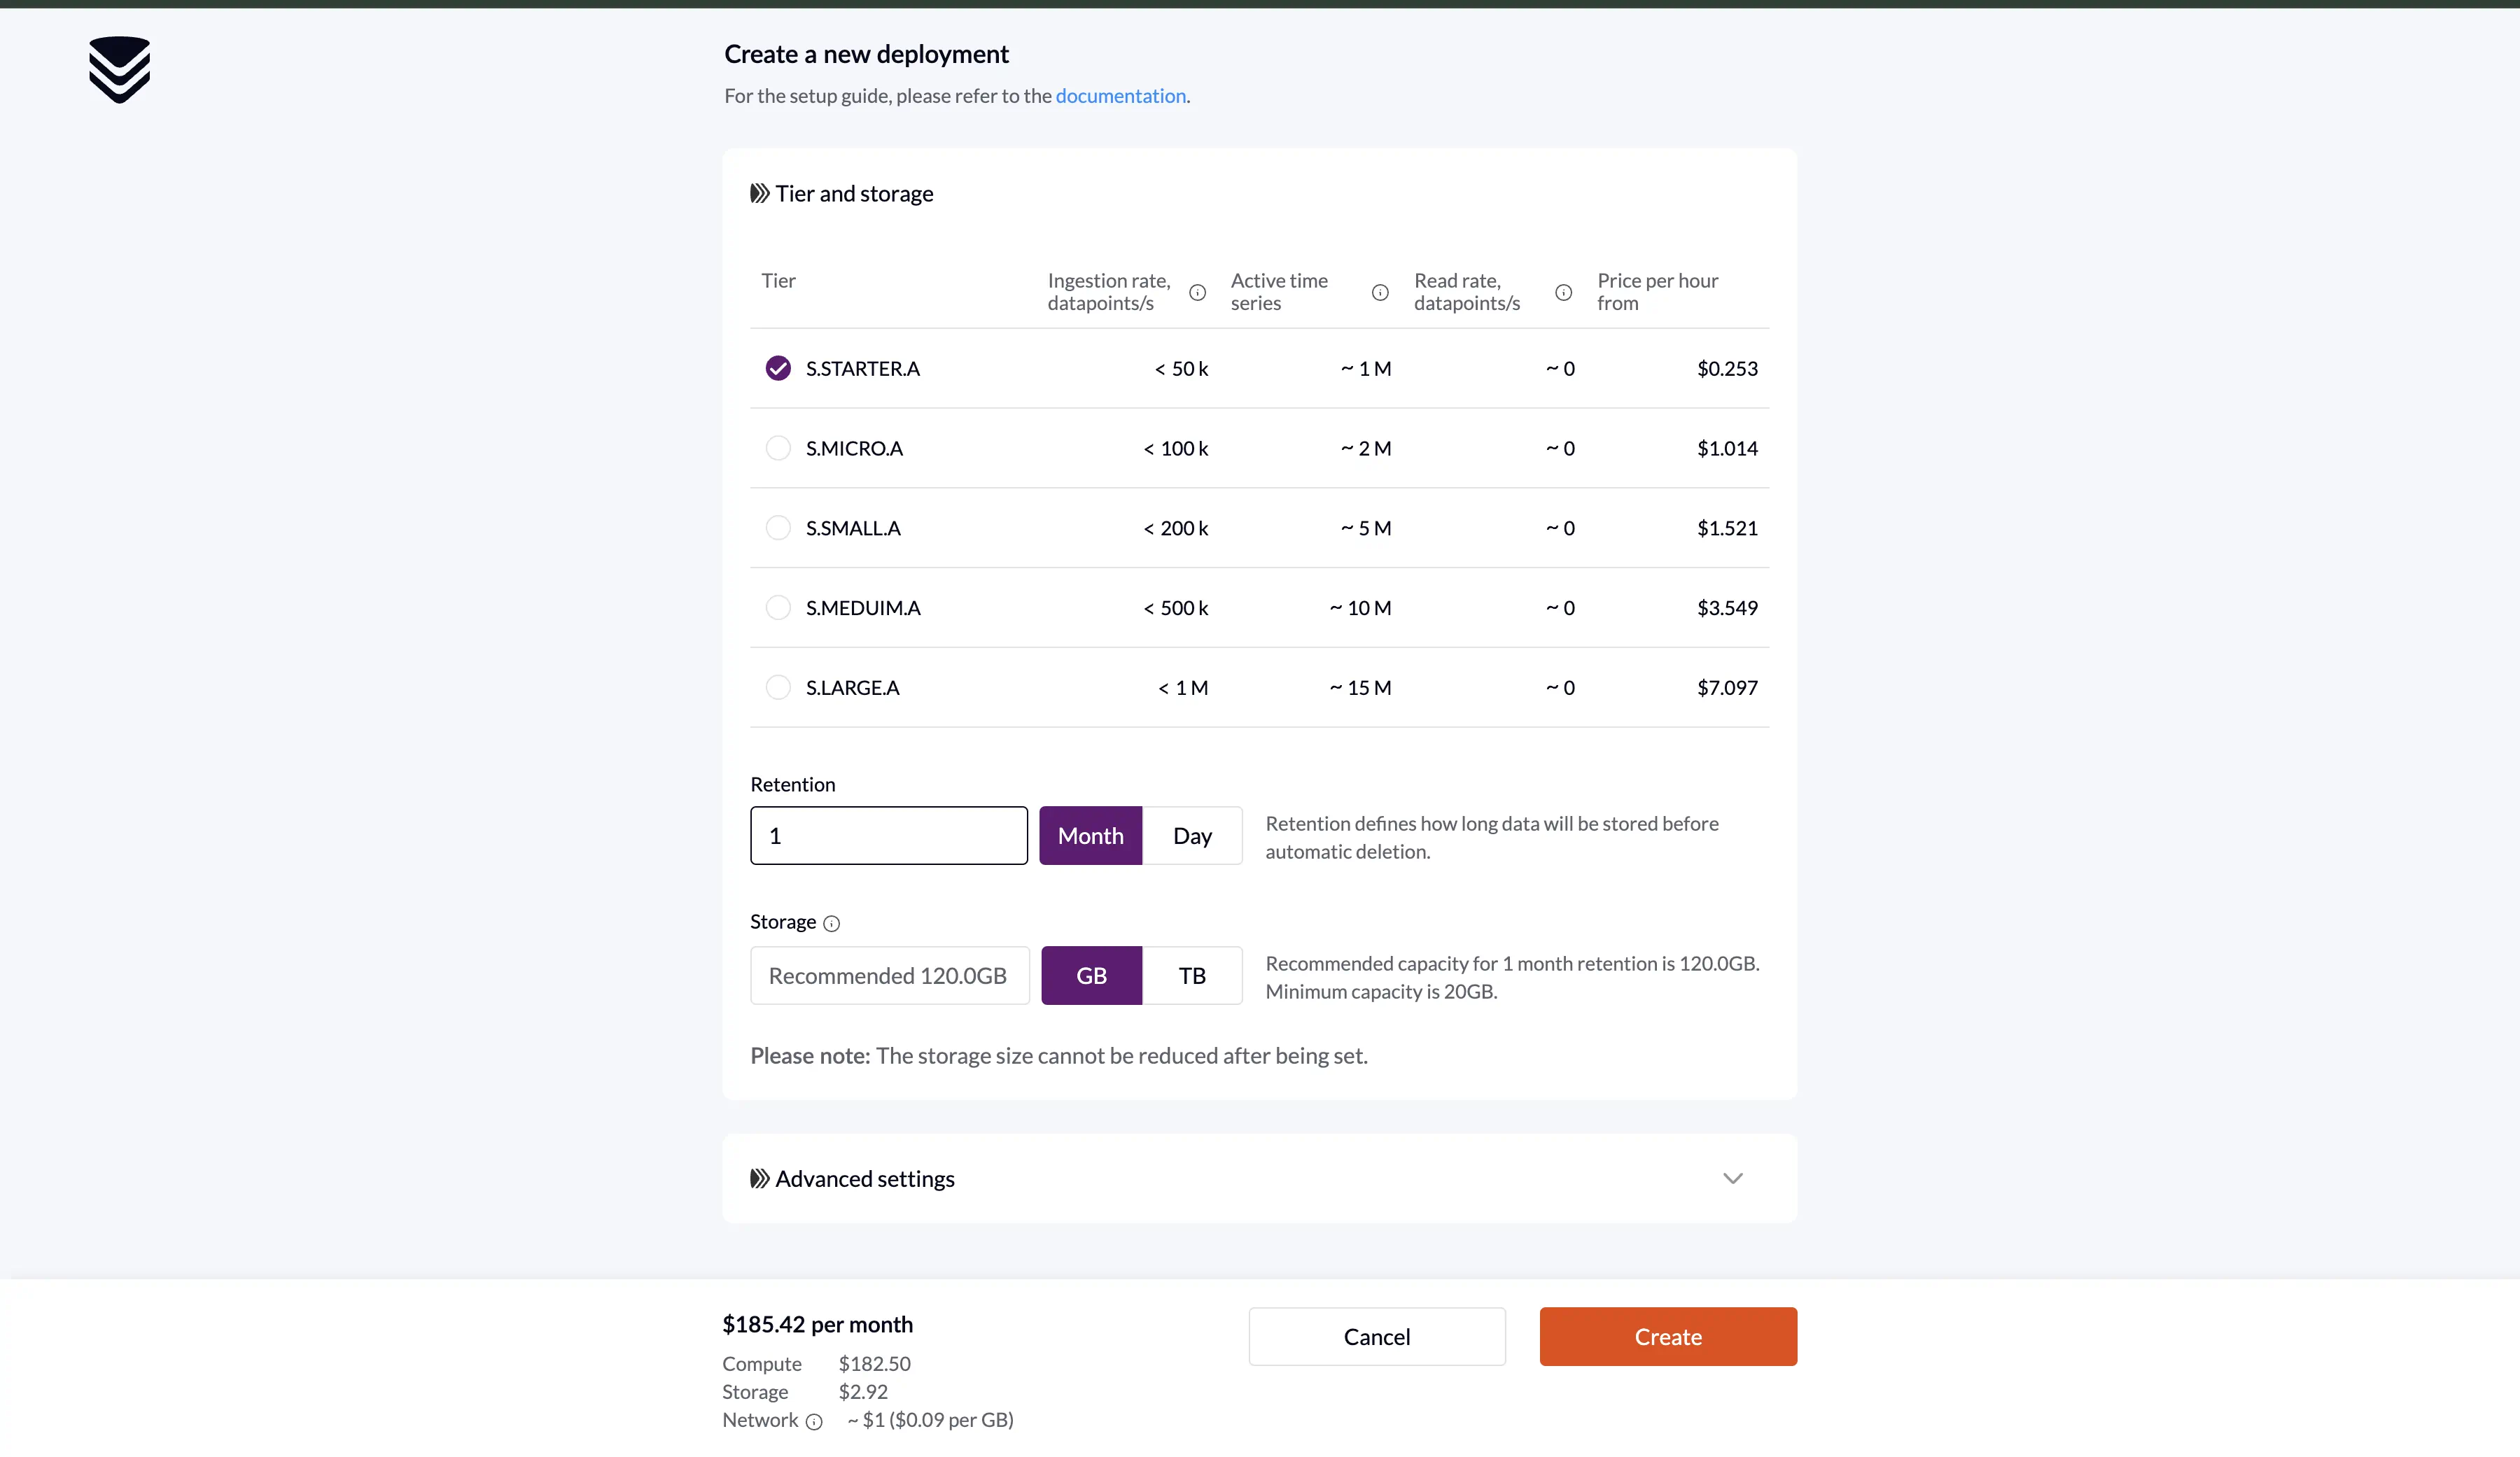 Create a new deployment
For the setup guide, please refer to the documentation.
Tier and storage
Tier
Ingestion rate,
datapoints/s
Active time
series
Read rate,
datapoints/s
Price per hour
from
S.STARTER.A < 50 k ~ 1 M ~ 0 $0.253
S.MICRO.A < 100 k ~ 2 M ~ 0 $1.014
S.SMALL.A < 200 k ~ 5 M ~ 0 $1.521
S.MEDUIM.A < 500 k ~ 10 M ~ 0 $3.549
S.LARGE.A < 1 M ~ 15 M ~ 0 $7.097
Retention
1 Month Day
Retention defines how long data will be stored before
automatic deletion.
Storage
Recommended 120.0GB GB TB
Recommended capacity for 1 month retention is 120.0GB.
Minimum capacity is 20GB.
Please note: The storage size cannot be reduced after being set.
Advanced settings
$185.42 per month
Compute $182.50
Storage $2.92
Network ~ $1 ($0.09 per GB)
Cancel
Create